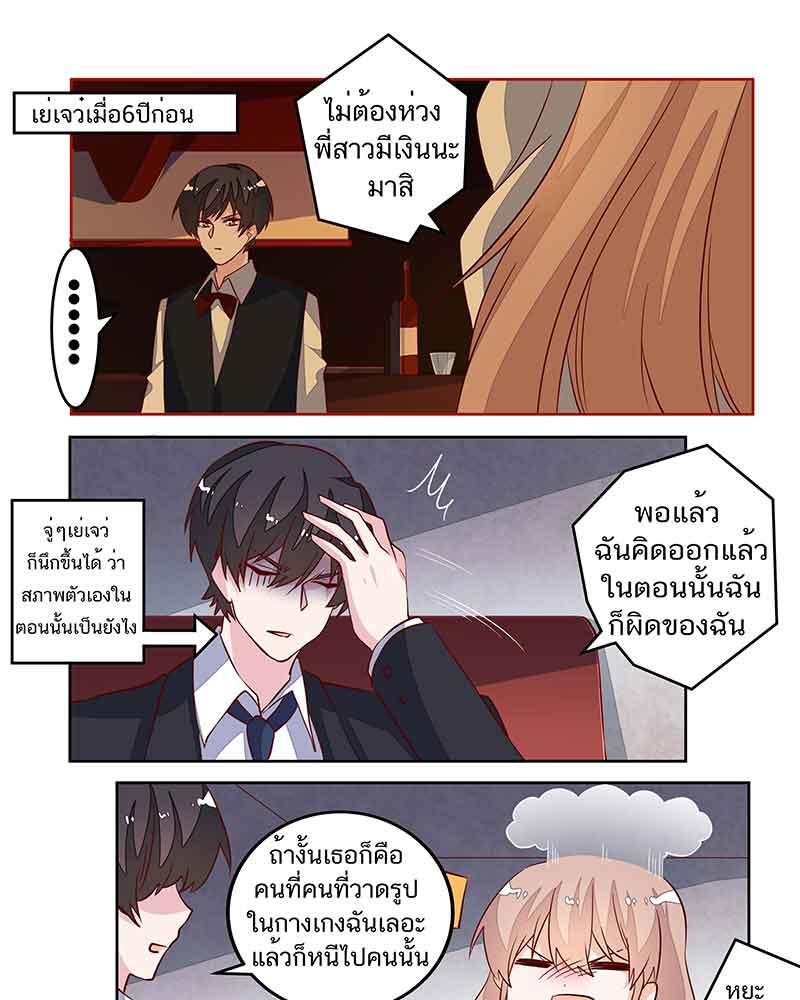 เย่เจว๋เมื่อ6ปีก่อน
ไม่ต้องห่วง
พี่สาวมีเงินนะ
มาสิ
พอแล้ว
ฉันคิดออกแล้ว
ในตอนนั้นฉัน
ก็ผิดของฉัน
จู่ๆเย่เจว๋
ก็นึกขึ้นได้ ว่า
สภาพตัวเองใน
ตอนนั้นเป็นยังไง
ถ้างั้นเธอก็คือ
คนที่คนที่วาดรูป
ในกางเกงฉันเลอะ
แล้วก็หนีไปคนนั้น
หยะ